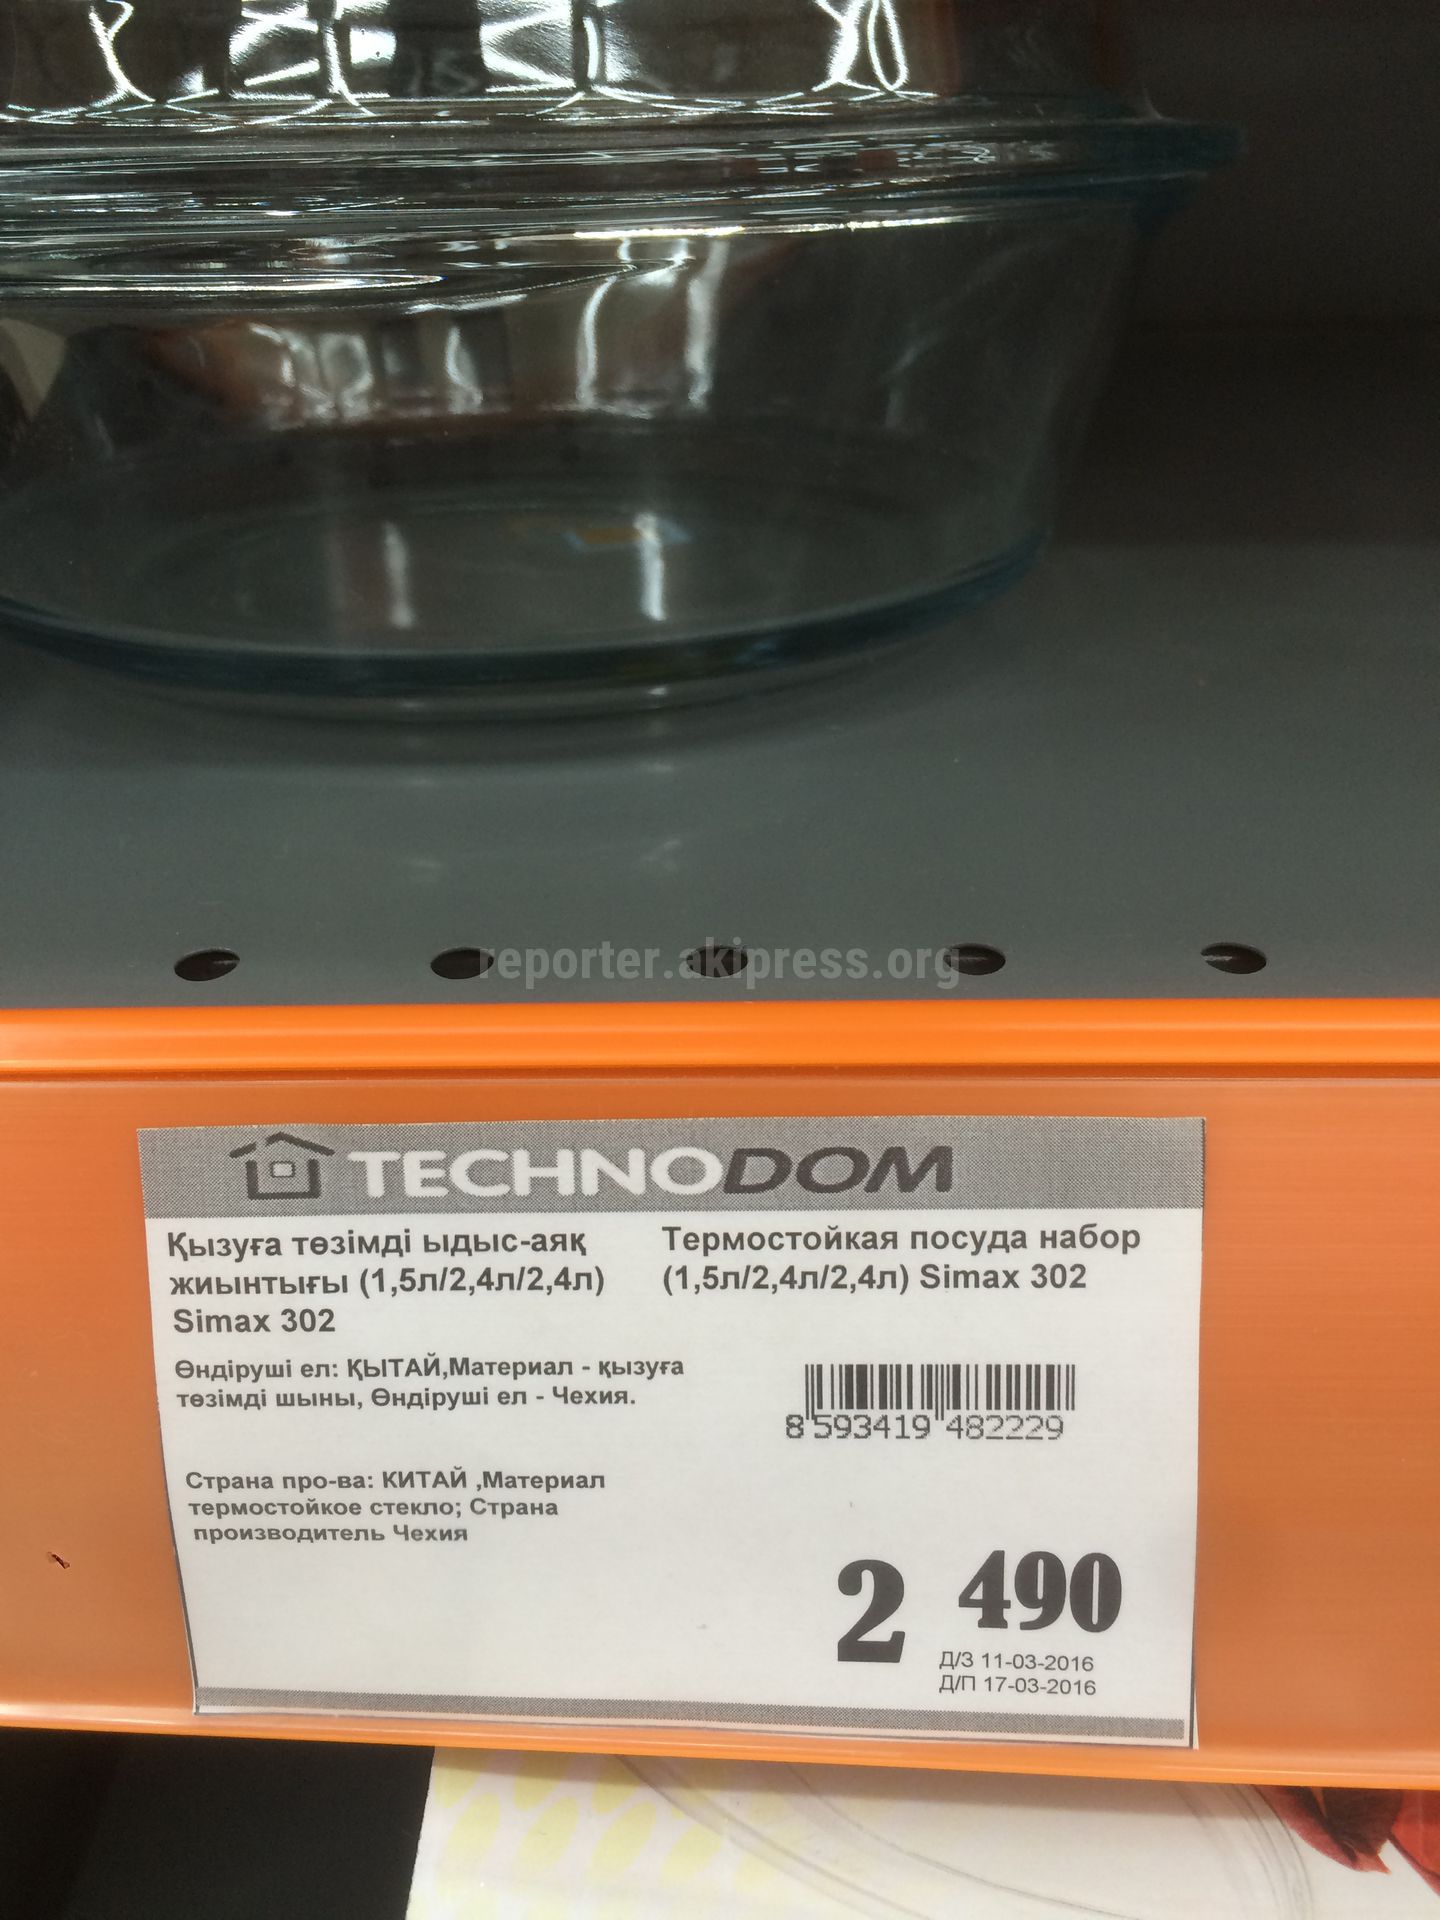 reporter.akipress.org
TECHNODOM
Қызуға төзімді ыдыс-аяқ
жиынтығы (1,5л/2,4л/2,4л)
Simax 302
Термостойкая посуда набор
(1,5л/2,4л/2,4л) Simax 302
Өндіруші ел: ҚЫТАЙ,Материал - қызуға
төзімді шыны, Өндіруші ел - Чехия.
8 593419 482229
Страна про-ва: КИТАЙ ,Материал
термостойкое стекло; Страна
производитель Чехия
2 490
Д/З 11-03-2016
Д/П 17-03-2016